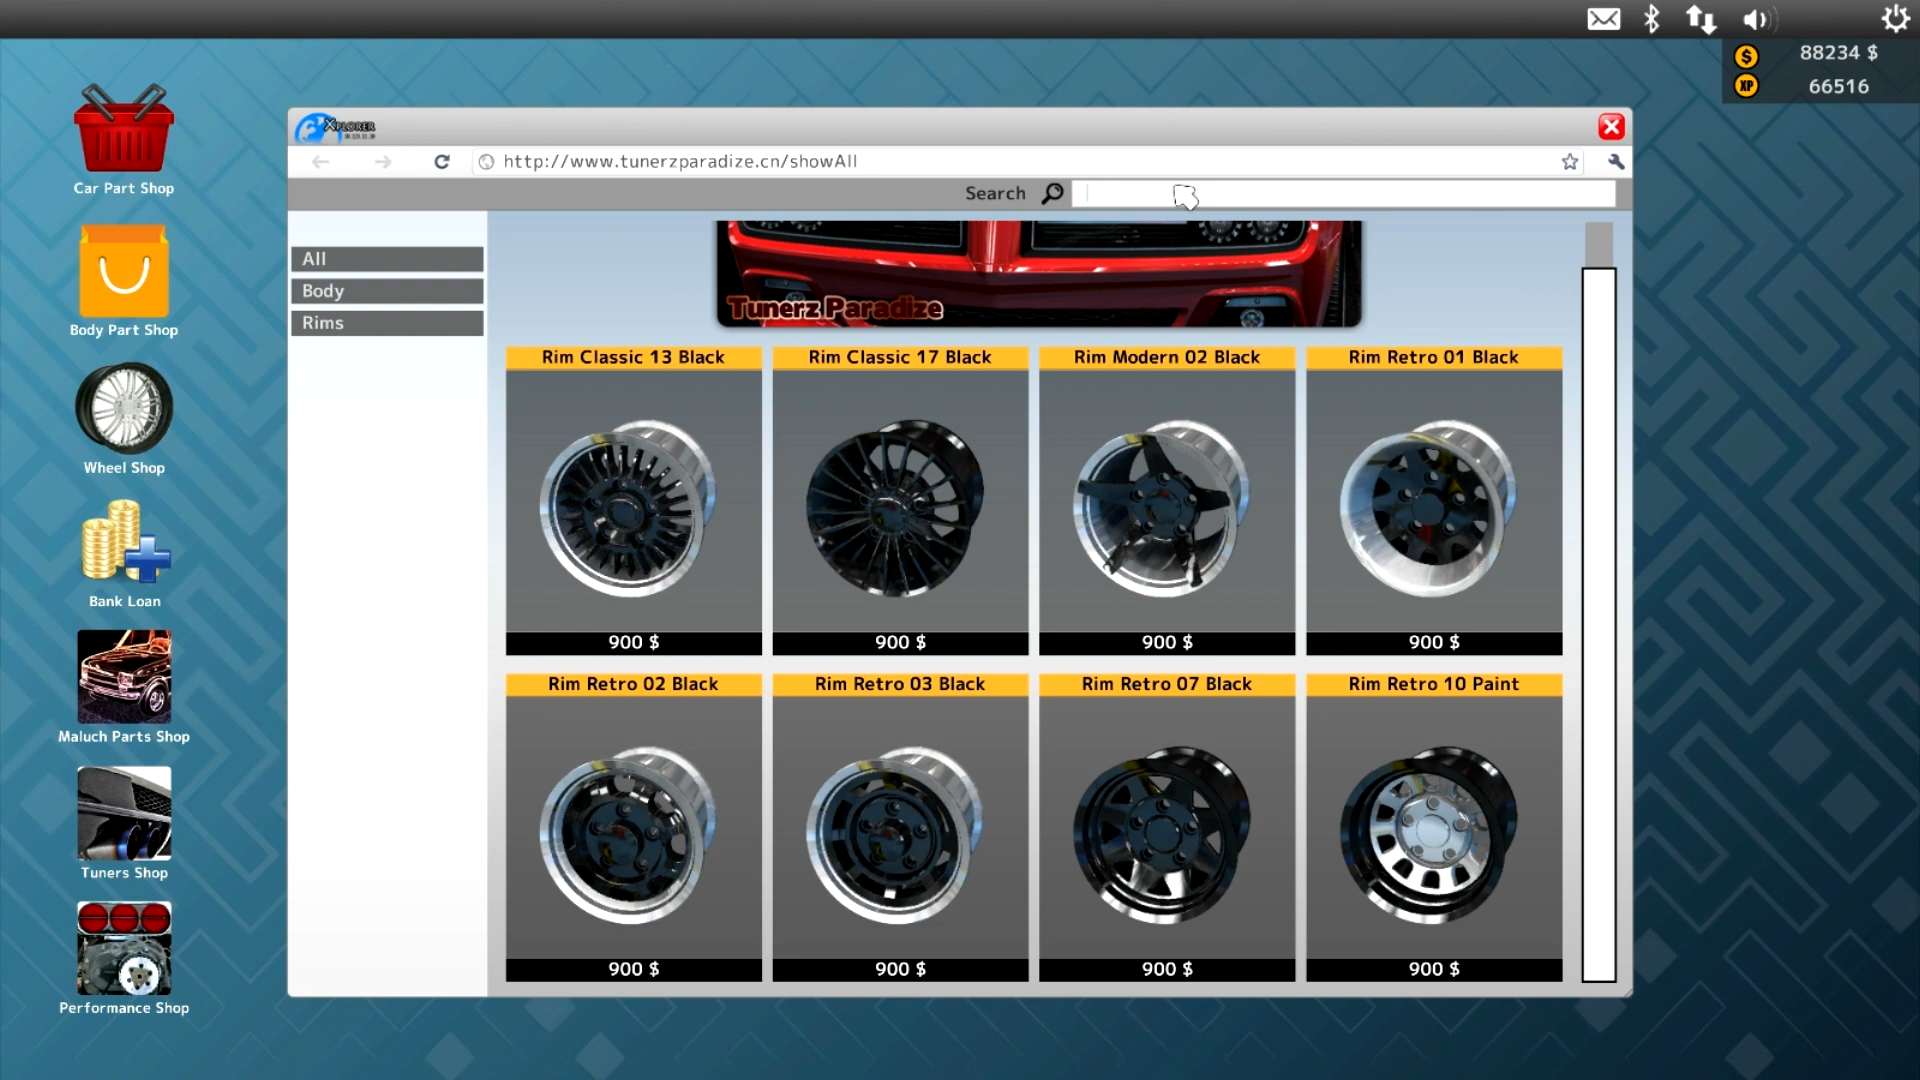 88234 $
XP 66516
Car Part Shop
Body Part Shop
Wheel Shop
Bank Loan
Maluch Parts Shop
Tuners Shop
Performance Shop
XPLORER
http://www.tunerzparadize.cn/showAll
Search
All
Body
Rims
Tunerz Paradize
Rim Classic 13 Black
Rim Classic 17 Black
Rim Modern 02 Black
Rim Retro 01 Black
900 $
900 $
900 $
900 $
Rim Retro 02 Black
Rim Retro 03 Black
Rim Retro 07 Black
Rim Retro 10 Paint
900 $
900 $
900 $
900 $